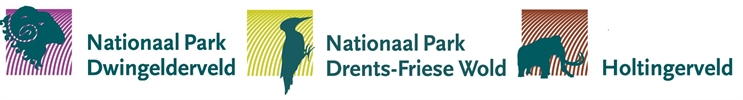 Nationaal Park
Dwingelderveld
Nationaal Park
Drents-Friese Wold
Holtingerveld